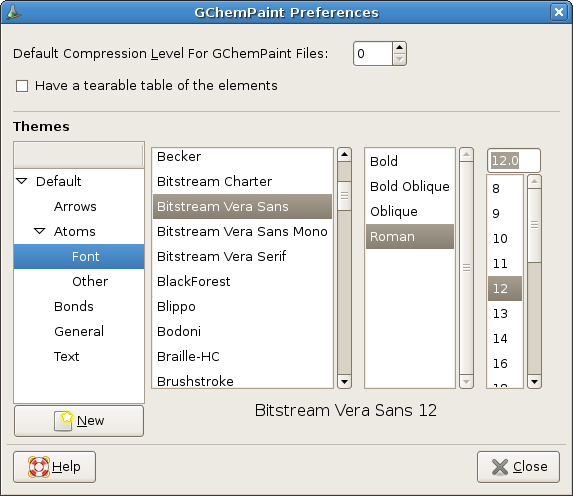 GChemPaint Preferences
Default Compression Level For GChemPaint Files: 0
Have a tearable table of the elements
Themes
Default
Arrows
Atoms
Font
Other
Bonds
General
Text
New
Becker
Bitstream Charter
Bitstream Vera Sans
Bitstream Vera Sans Mono
Bitstream Vera Serif
BlackForest
Blippo
Bodoni
Braille-HC
Brushstroke
Bold
Bold Oblique
Oblique
Roman
12.0
8
9
10
11
12
13
14
16
18
Bitstream Vera Sans 12
Help
Close